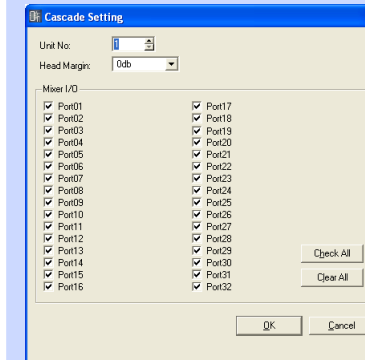 Cascade Setting
Unit No: 1
Head Margin: 0db
Mixer I/O
Port01 Port17
Port02 Port18
Port03 Port19
Port04 Port20
Port05 Port21
Port06 Port22
Port07 Port23
Port08 Port24
Port09 Port25
Port10 Port26
Port11 Port27
Port12 Port28
Port13 Port29
Port14 Port30
Port15 Port31
Port16 Port32
Check All
Clear All
OK Cancel